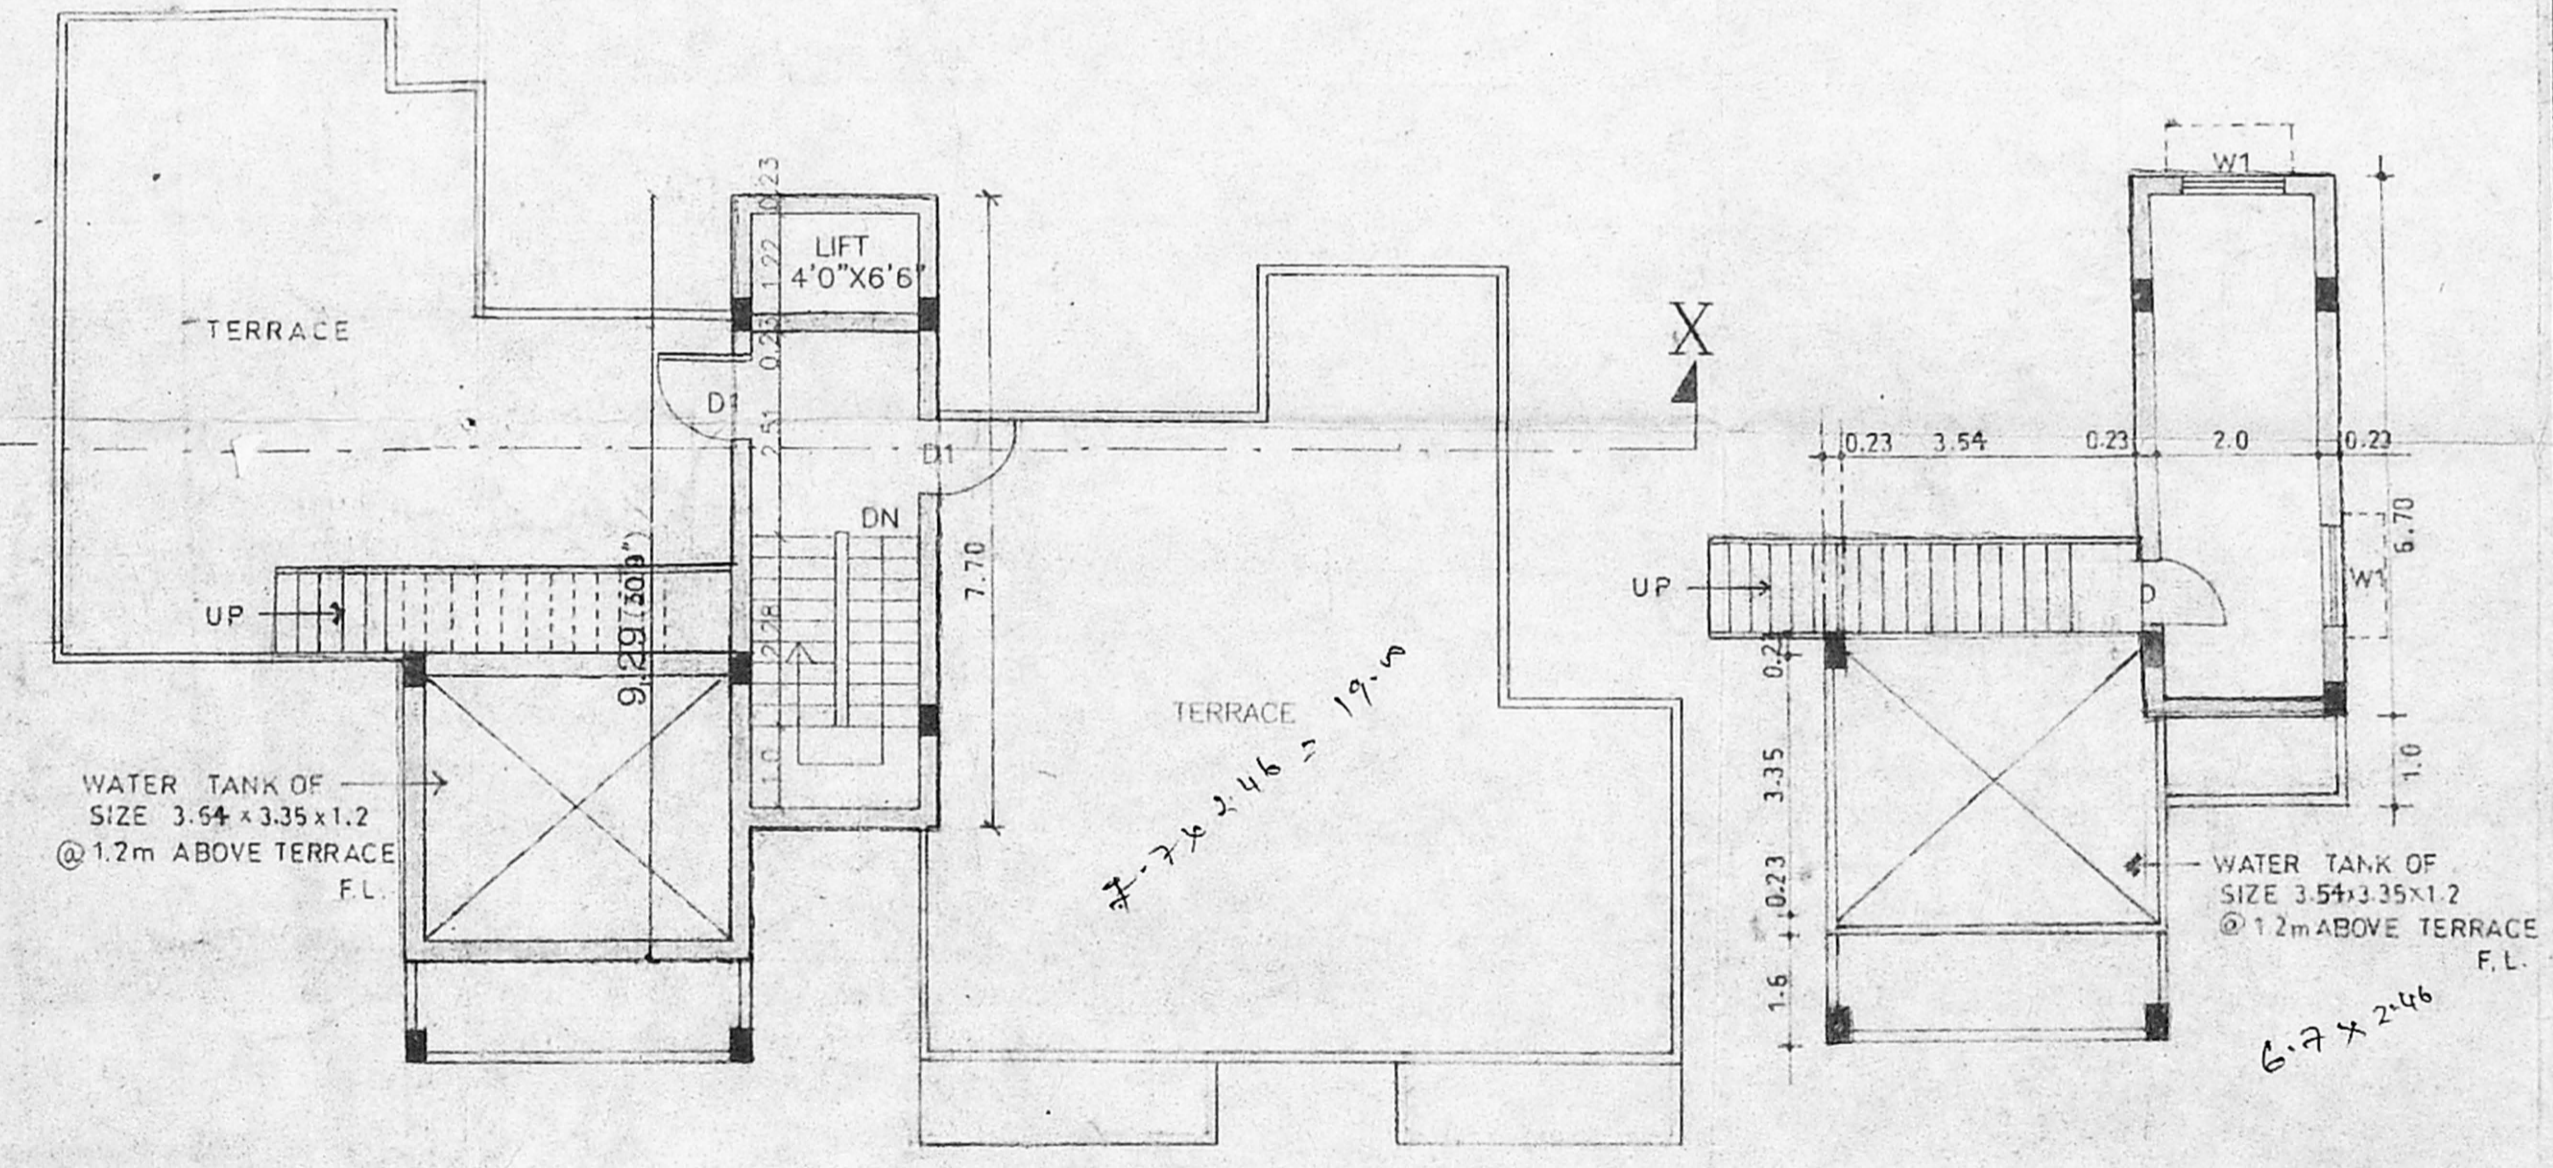 0.23
LIFT
4'0"X6'6"
1.22
0.23
TERRACE
D1
2.51
D1
DN
UP
9.29(30'9")
2.28
7.70
1.0
WATER TANK OF
SIZE 3.54 x 3.35 x 1.2
@ 1.2m ABOVE TERRACE
F.L.
TERRACE
7.7 x 2.46 = 19.8
X
W1
0.23 3.54 0.23 2.0 0.23
6.70
UP
D
W1
0.23
3.35
1.0
0.23
1.6
WATER TANK OF
SIZE 3.54x3.35x1.2
@ 1.2m ABOVE TERRACE
F.L.
6.7 x 2.46